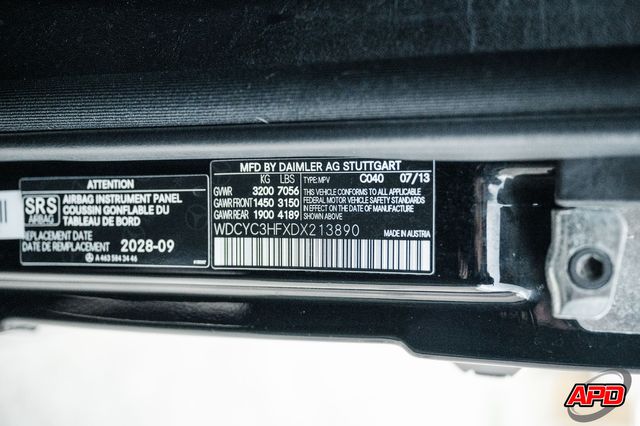 ATTENTION
SRS
AIRBAG
AIRBAG INSTRUMENT PANEL
COUSSIN GONFLABLE DU
TABLEAU DE BORD
REPLACEMENT DATE
DATE DE REMPLACEMENT 2028-09
A 463 584 34 46
MFD BY DAIMLER AG STUTTGART
KG LBS TYPE: MPV C040 07/13
GVWR 3200 7056
GAWR FRONT 1450 3150
GAWR REAR 1900 4189
THIS VEHICLE CONFORMS TO ALL APPLICABLE
FEDERAL MOTOR VEHICLE SAFETY STANDARDS
IN EFFECT ON THE DATE OF MANUFACTURE
SHOWN ABOVE
WDCYC3HFXDX213890 MADE IN AUSTRIA
APD